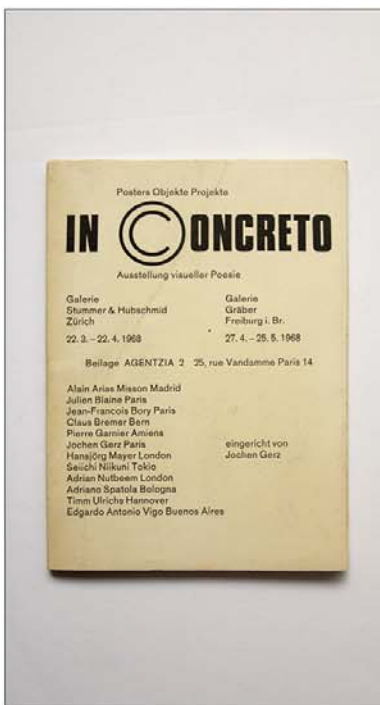 Posters Objekte Projekte
IN ©ONCRETO
Ausstellung visueller Poesie
Galerie
Stummer & Hubschmid
Zürich
22. 3. – 22. 4. 1968
Galerie
Gräber
Freiburg i. Br.
27. 4. – 25. 5. 1968
Beilage AGENTZIA 2 25, rue Vandamme Paris 14
Alain Arias Misson Madrid
Julien Blaine Paris
Jean-Francois Bory Paris
Claus Bremer Bern
Pierre Garnier Amiens
Jochen Gerz Paris
Hansjörg Mayer London
Seiichi Niikuni Tokio
Adrian Nutbeem London
Adriano Spatola Bologna
Timm Ulrichs Hannover
Edgardo Antonio Vigo Buenos Aires
eingericht von
Jochen Gerz